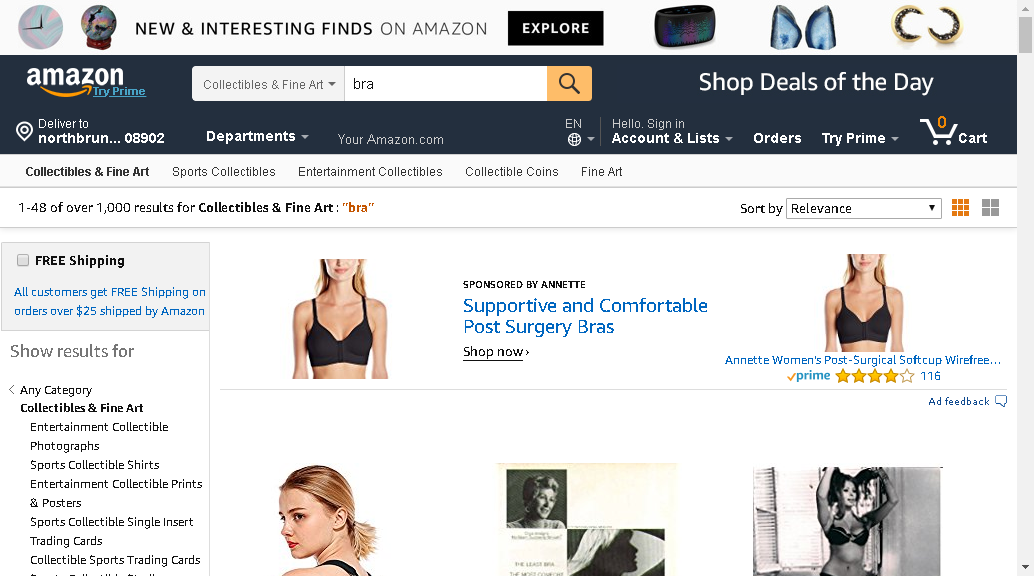 NEW & INTERESTING FINDS ON AMAZON EXPLORE
amazon
Try Prime
Collectibles & Fine Art bra
Shop Deals of the Day
Deliver to
northbrun... 08902
Departments
Your Amazon.com
EN
Hello. Sign in
Account & Lists
Orders
Try Prime
0
Cart
Collectibles & Fine Art Sports Collectibles Entertainment Collectibles Collectible Coins Fine Art
1-48 of over 1,000 results for Collectibles & Fine Art : "bra"
Sort by Relevance
FREE Shipping
All customers get FREE Shipping on
orders over $25 shipped by Amazon
Show results for
Any Category
Collectibles & Fine Art
Entertainment Collectible
Photographs
Sports Collectible Shirts
Entertainment Collectible Prints
& Posters
Sports Collectible Single Insert
Trading Cards
Collectible Sports Trading Cards
SPONSORED BY ANNETTE
Supportive and Comfortable
Post Surgery Bras
Shop now ›
Annette Women's Post-Surgical Softcup Wirefree...
prime 116
Ad feedback
THE LEAST BRA...